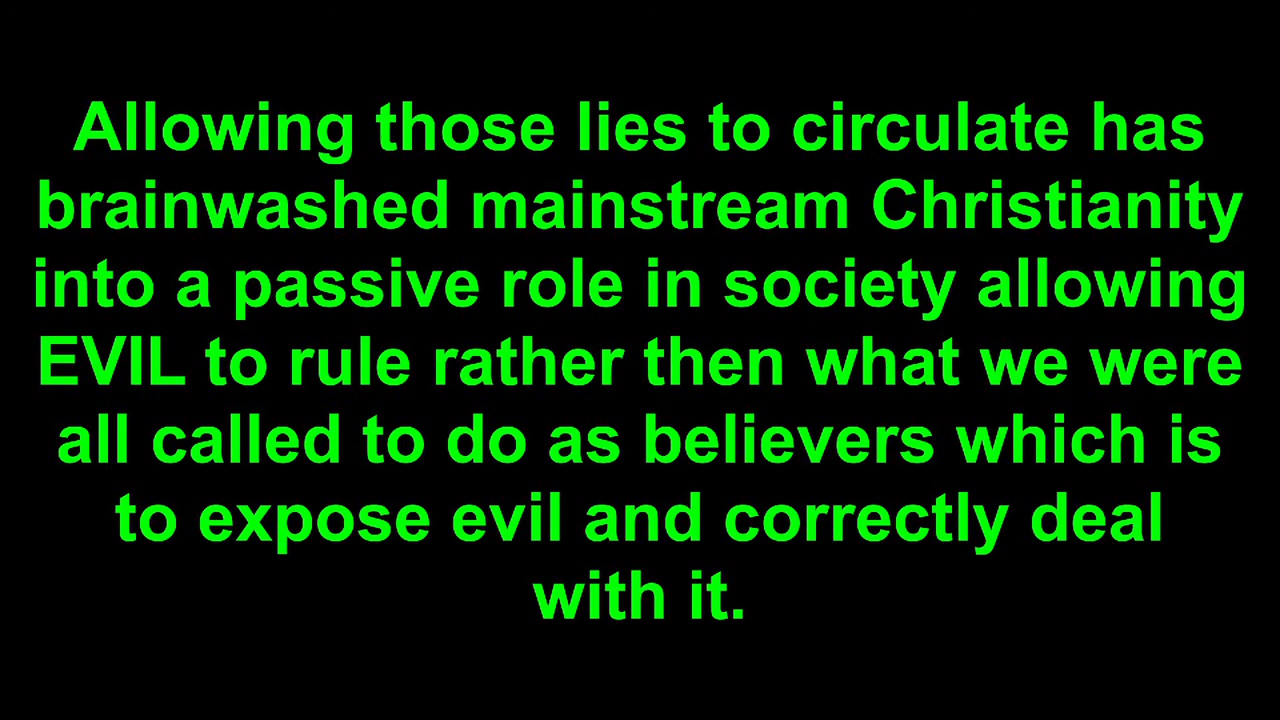 Allowing those lies to circulate has
brainwashed mainstream Christianity
into a passive role in society allowing
EVIL to rule rather then what we were
all called to do as believers which is
to expose evil and correctly deal
with it.